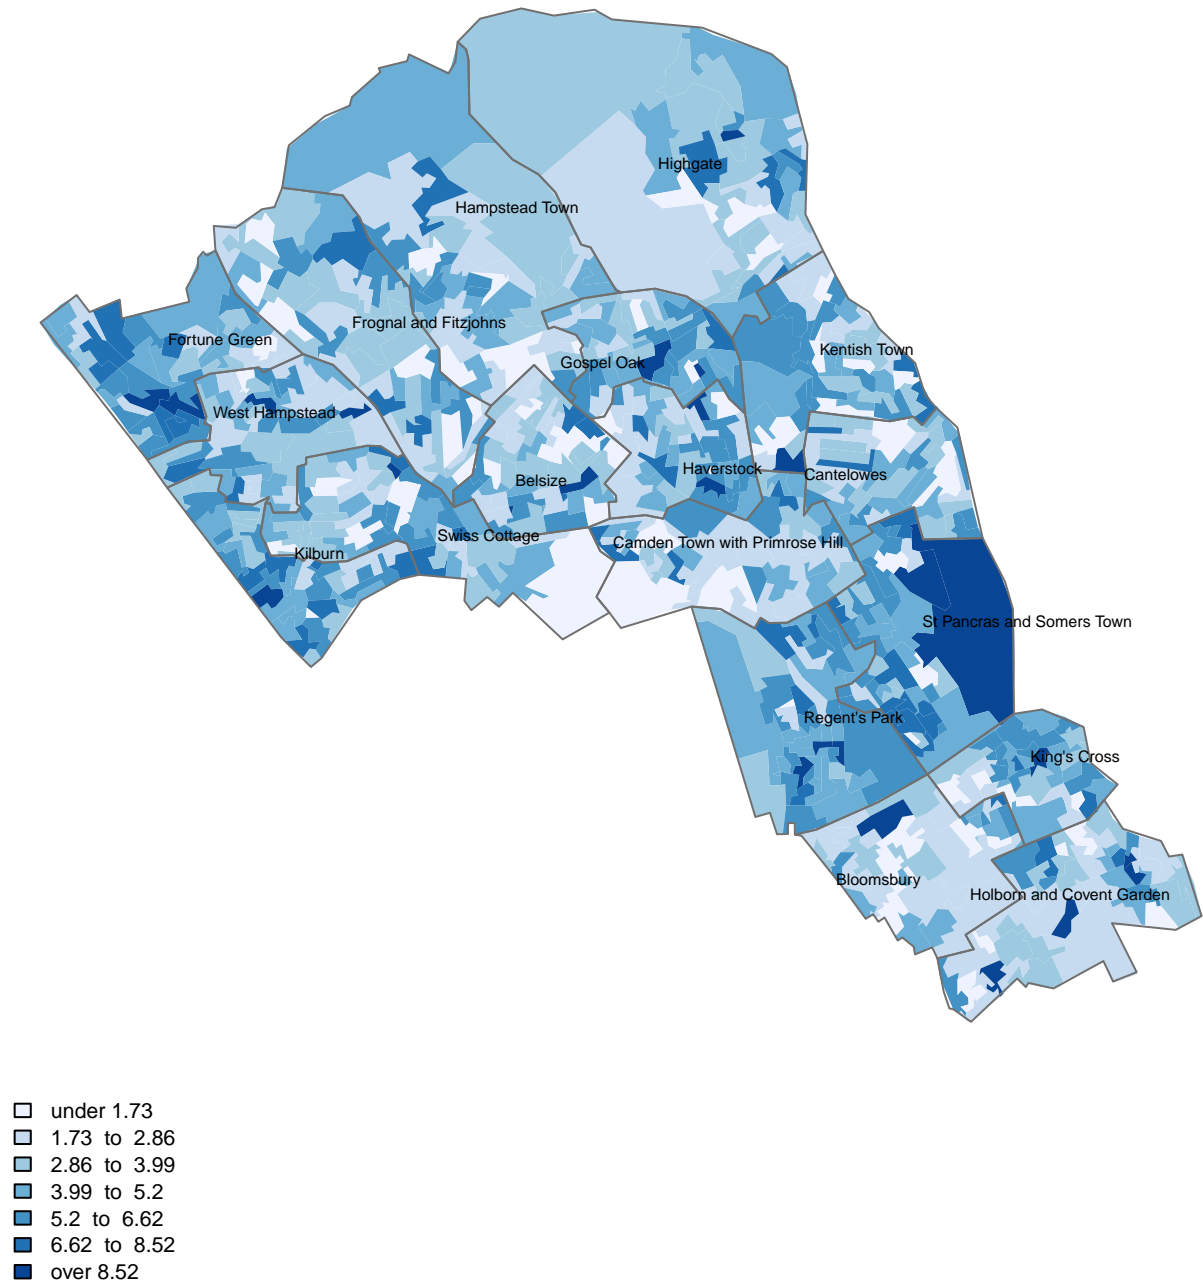 Highgate
Hampstead Town
Frognal and Fitzjohns
Fortune Green
Kentish Town
Gospel Oak
West Hampstead
Haverstock
Cantelowes
Belsize
Swiss Cottage
Camden Town with Primrose Hill
Kilburn
St Pancras and Somers Town
Regent's Park
King's Cross
Bloomsbury
Holborn and Covent Garden
under 1.73
1.73 to 2.86
2.86 to 3.99
3.99 to 5.2
5.2 to 6.62
6.62 to 8.52
over 8.52